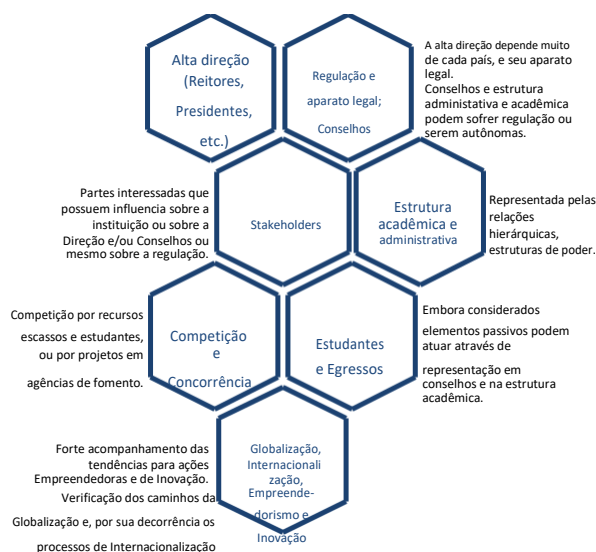 Alta direção
(Reitores,
Presidentes,
etc.)
Regulação e
aparato legal;
Conselhos
A alta direção depende muito
de cada país, e seu aparato
legal.
Conselhos e estrutura
administativa e acadêmica
podem sofrer regulação ou
serem autônomas.
Partes interessadas que
possuem influencia sobre a
instituição ou sobre a
Direção e/ou Conselhos ou
mesmo sobre a regulação.
Stakeholders
Estrutura
acadêmica e
administrativa
Representada pelas
relações
hierárquicas,
estruturas de poder.
Competição por recursos
escassos e estudantes,
ou por projetos em
agências de fomento.
Competição
e
Concorrência
Estudantes
e Egressos
Embora considerados
elementos passivos podem
atuar através de
representação em
conselhos e na estrutura
acadêmica.
Forte acompanhamento das
tendências para ações
Empreendedoras e de Inovação.
Verificação dos caminhos da
Globalização e, por sua decorrência os
processos de Internacionalização
Globalização,
Internacionali
zação,
Empreende-
dorismo e
Inovação